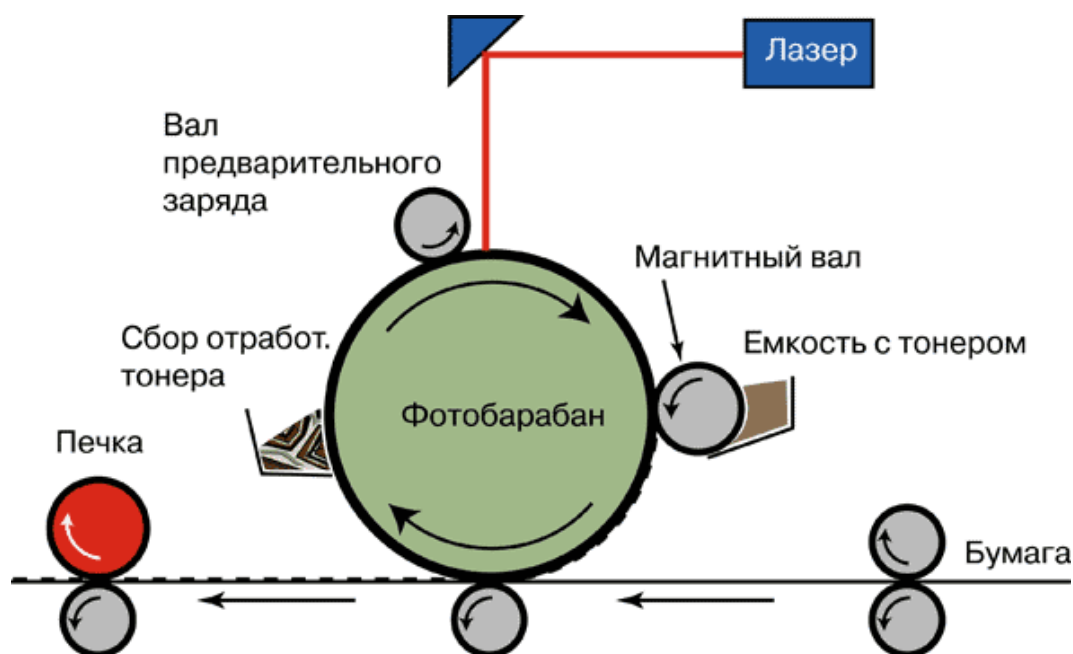 Лазер
Вал
предварительного
заряда
Магнитный вал
Сбор отработ.
тонера
Емкость с тонером
Фотобарабан
Печка
Бумага